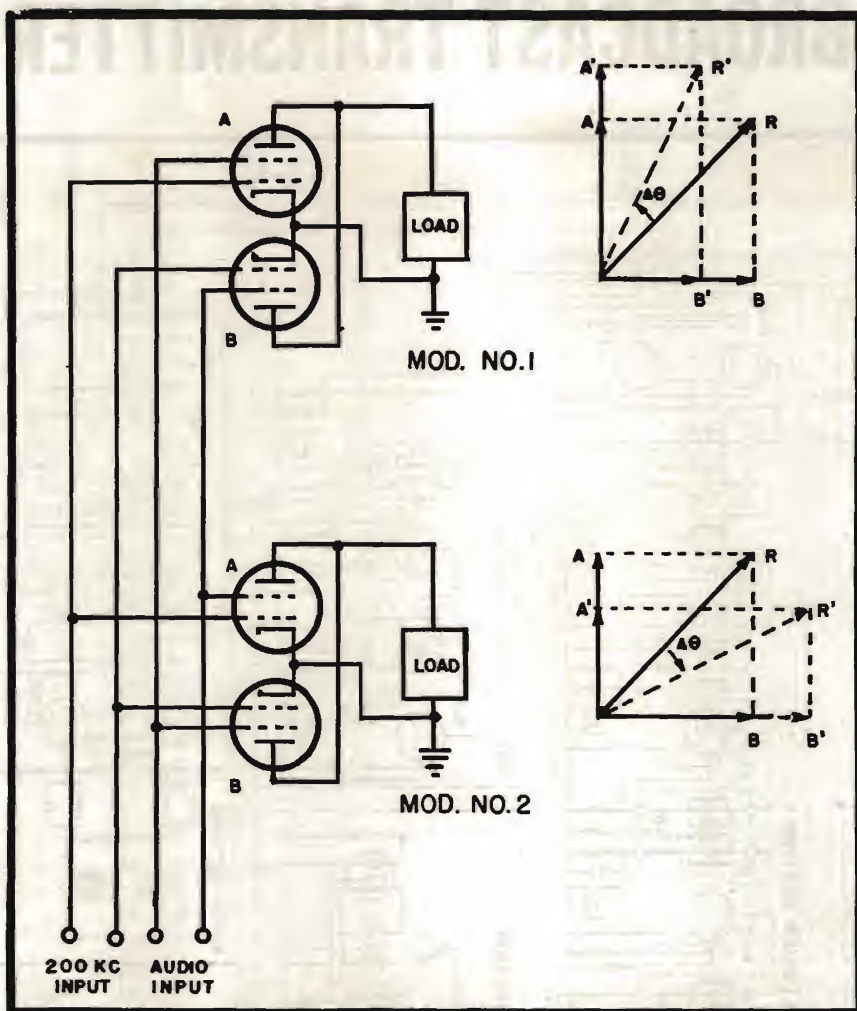 A
B
LOAD
MOD. NO.1
A'
R'
A
R
Δθ
B'
B
A
B
LOAD
MOD. NO.2
A
R
A'
R'
Δθ
B
B'
200 KC
INPUT
AUDIO
INPUT